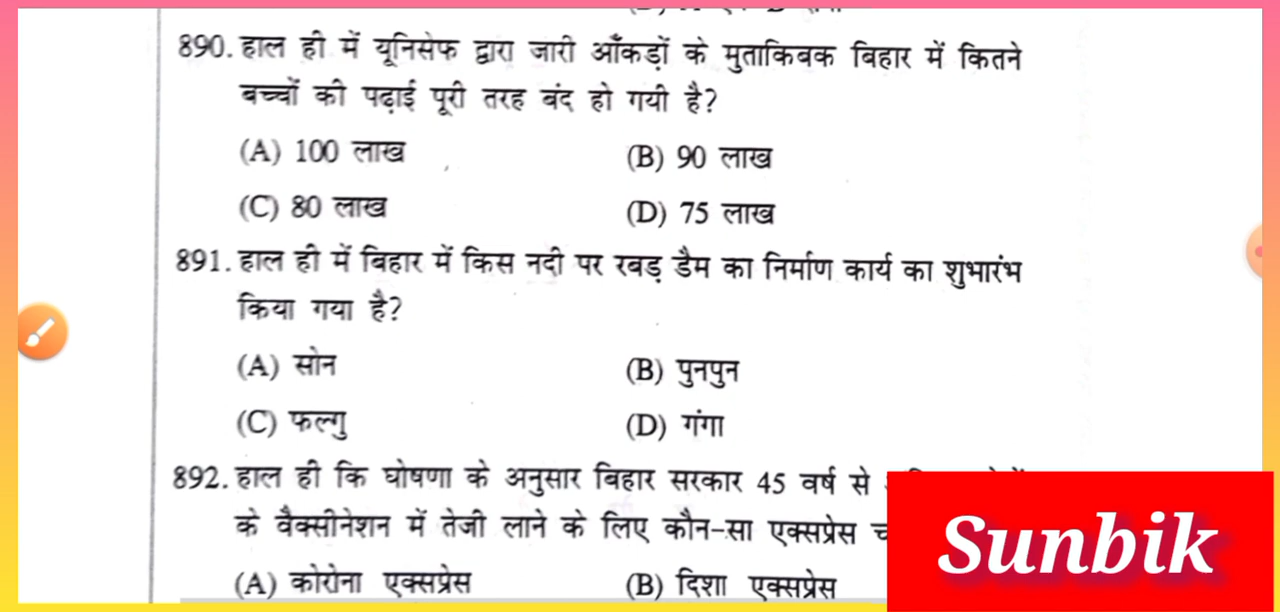 890. हाल ही में यूनिसेफ द्वारा जारी आँकड़ों के मुताकिबक बिहार में कितने
बच्चों की पढ़ाई पूरी तरह बंद हो गयी है?
(A) 100 लाख (B) 90 लाख
(C) 80 लाख (D) 75 लाख
891. हाल ही में बिहार में किस नदी पर रबड़ डैम का निर्माण कार्य का शुभारंभ
किया गया है?
(A) सोन (B) पुनपुन
(C) फल्गु (D) गंगा
892. हाल ही कि घोषणा के अनुसार बिहार सरकार 45 वर्ष से
के वैक्सीनेशन में तेजी लाने के लिए कौन-सा एक्सप्रेस
(A) कोरोना एक्सप्रेस (B) दिशा एक्सप्रेस
Sunbik